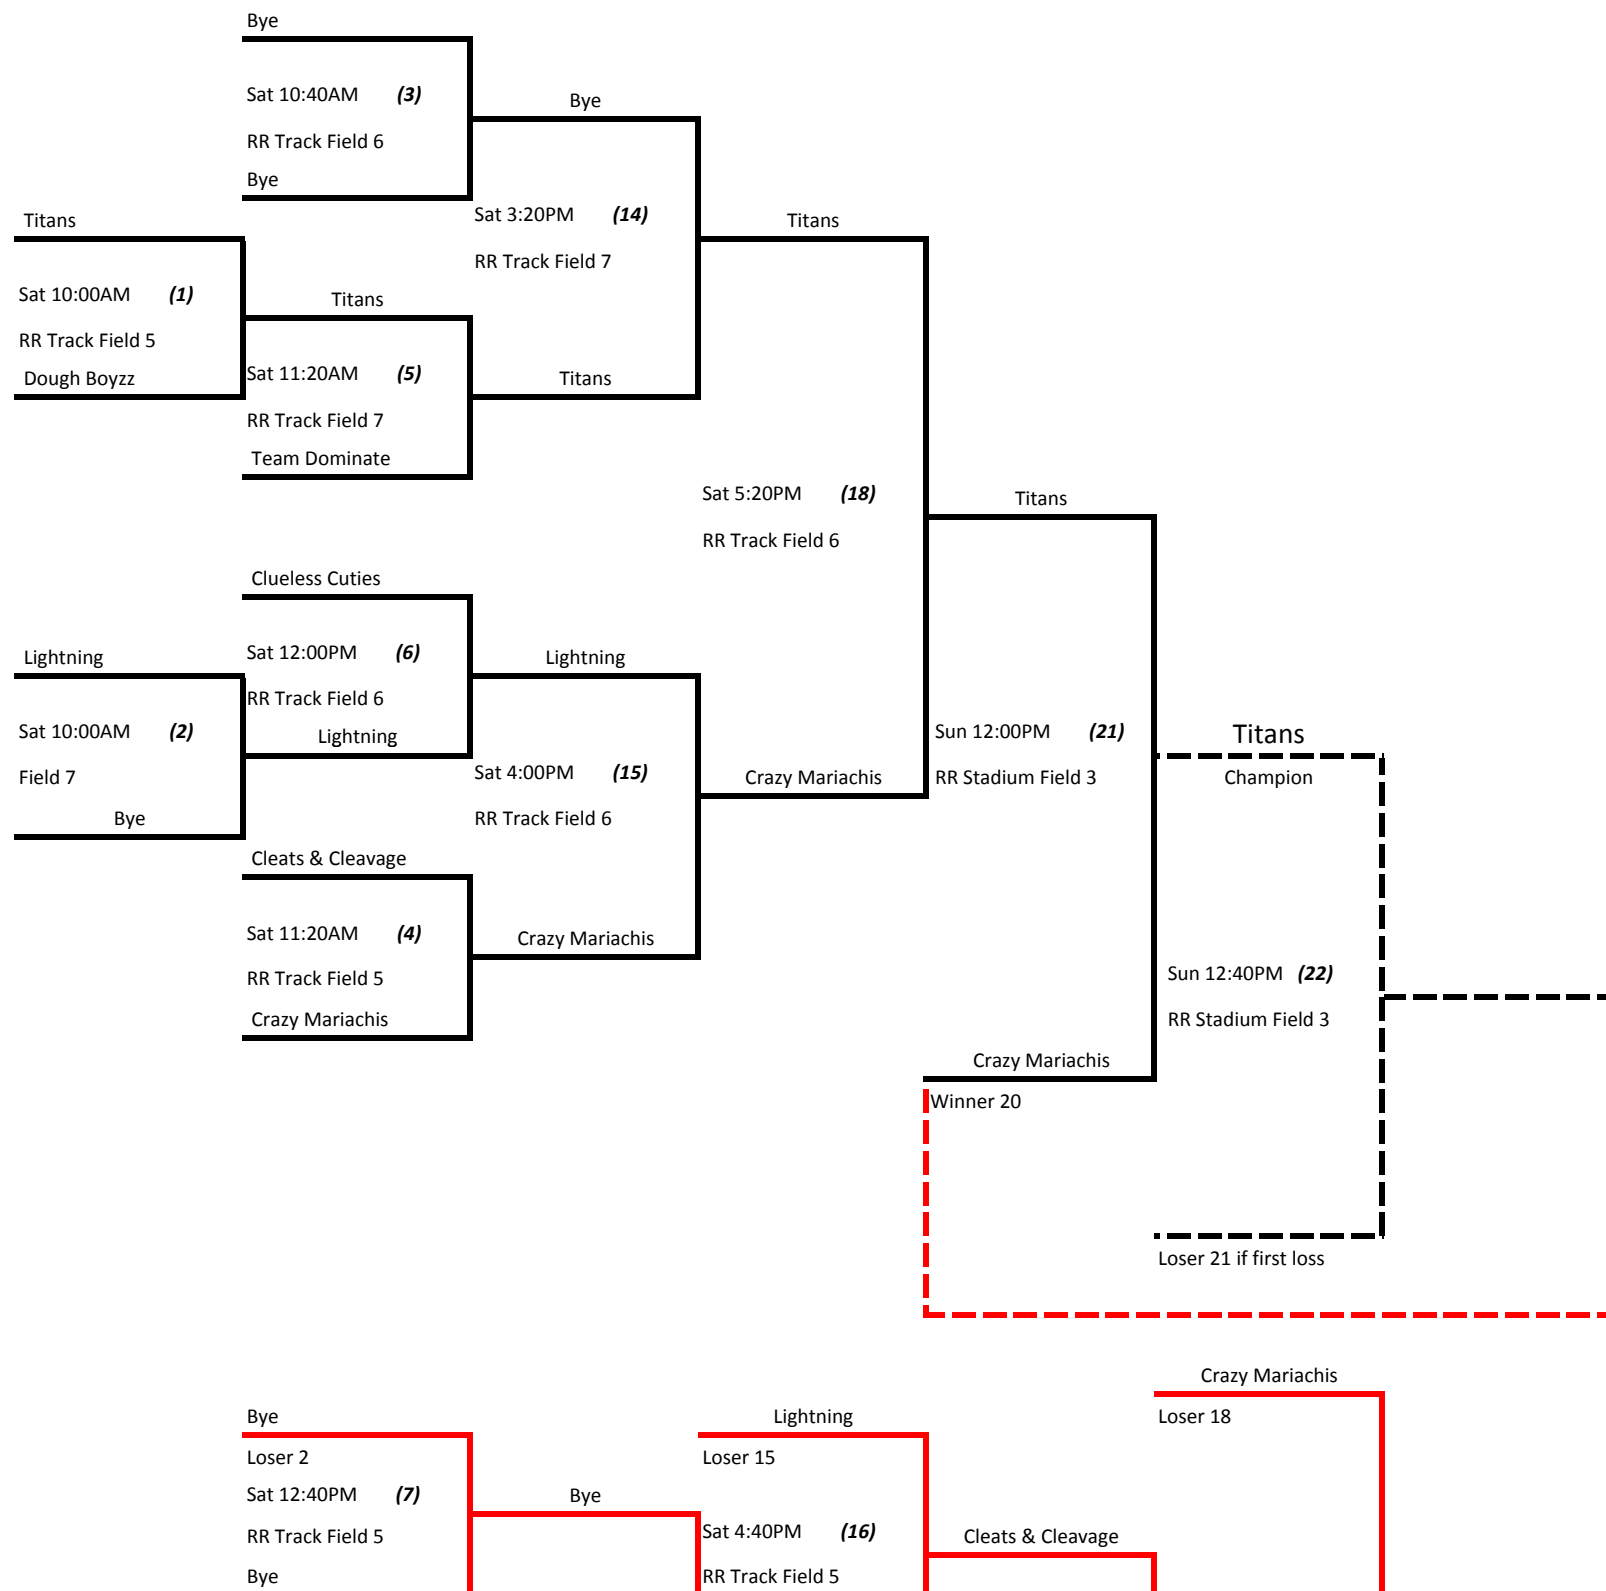 Bye
Sat 10:40AM (3)
Bye
RR Track Field 6
Bye
Titans
Sat 3:20PM (14)
Titans
RR Track Field 7
Sat 10:00AM (1)
Titans
RR Track Field 5
Dough Boyzz
Sat 11:20AM (5)
Titans
RR Track Field 7
Team Dominate
Sat 5:20PM (18)
Titans
RR Track Field 6
Clueless Cuties
Lightning
Sat 12:00PM (6)
Lightning
RR Track Field 6
Sat 10:00AM (2)
Lightning
Sun 12:00PM (21)
Titans
Field 7
Sat 4:00PM (15)
Crazy Mariachis
RR Stadium Field 3
Champion
Bye
RR Track Field 6
Cleats & Cleavage
Sat 11:20AM (4)
Crazy Mariachis
RR Track Field 5
Sun 12:40PM (22)
Crazy Mariachis
RR Stadium Field 3
Crazy Mariachis
Winner 20
Loser 21 if first loss
Crazy Mariachis
Bye
Lightning
Loser 18
Loser 2
Loser 15
Sat 12:40PM (7)
Bye
RR Track Field 5
Sat 4:40PM (16)
Cleats & Cleavage
Bye
RR Track Field 5